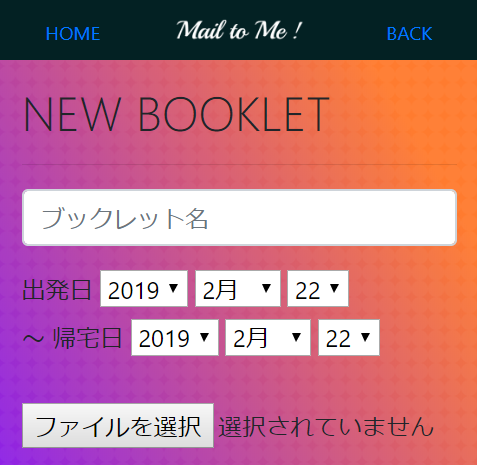 HOME Mail to Me ! BACK
NEW BOOKLET
ブックレット名
出発日 2019 2月 22
～ 帰宅日 2019 2月 22
ファイルを選択 選択されていません